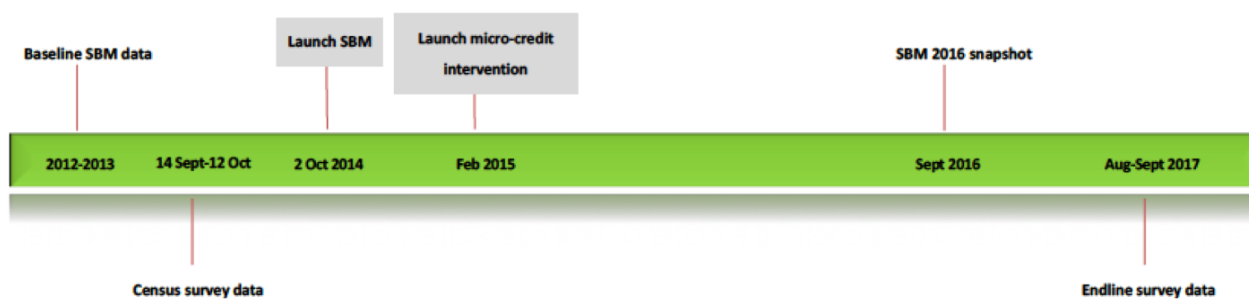 Baseline SBM data
Launch SBM
Launch micro-credit
intervention
SBM 2016 snapshot
2012-2013
14 Sept-12 Oct
2 Oct 2014
Feb 2015
Sept 2016
Aug-Sept 2017
Census survey data
Endline survey data